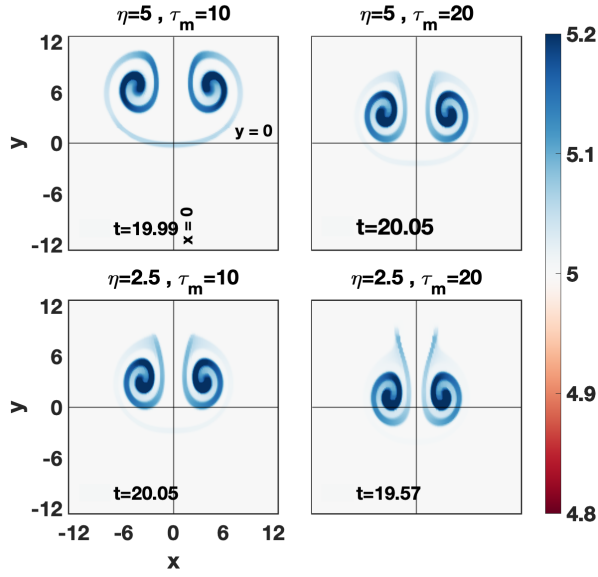 η=5 , τm=10
η=5 , τm=20
12
6
0
-6
-12
y
y = 0
x = 0
t=19.99
t=20.05
5.2
5.1
5
4.9
4.8
η=2.5 , τm=10
η=2.5 , τm=20
12
6
0
-6
-12
y
t=20.05
t=19.57
-12 -6 0 6 12
x